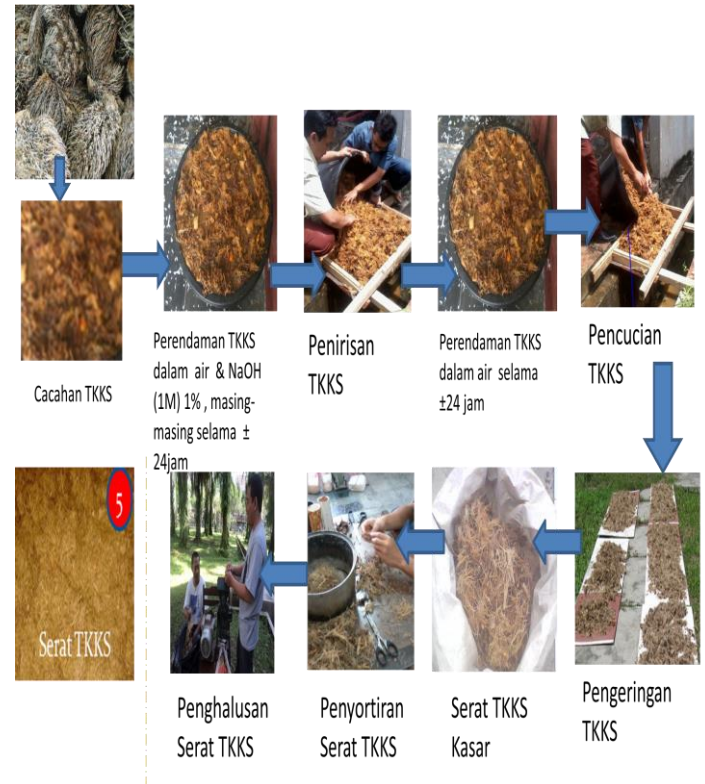 Cacahan TKKS
Perendaman TKKS
dalam air & NaOH
(1M) 1% , masing-
masing selama ±
24jam
Penirisan
TKKS
Perendaman TKKS
dalam air selama
±24 jam
Pencucian
TKKS
Pengeringan
TKKS
Serat TKKS
Kasar
Penyortiran
Serat TKKS
Penghalusan
Serat TKKS
5
Serat TKKS